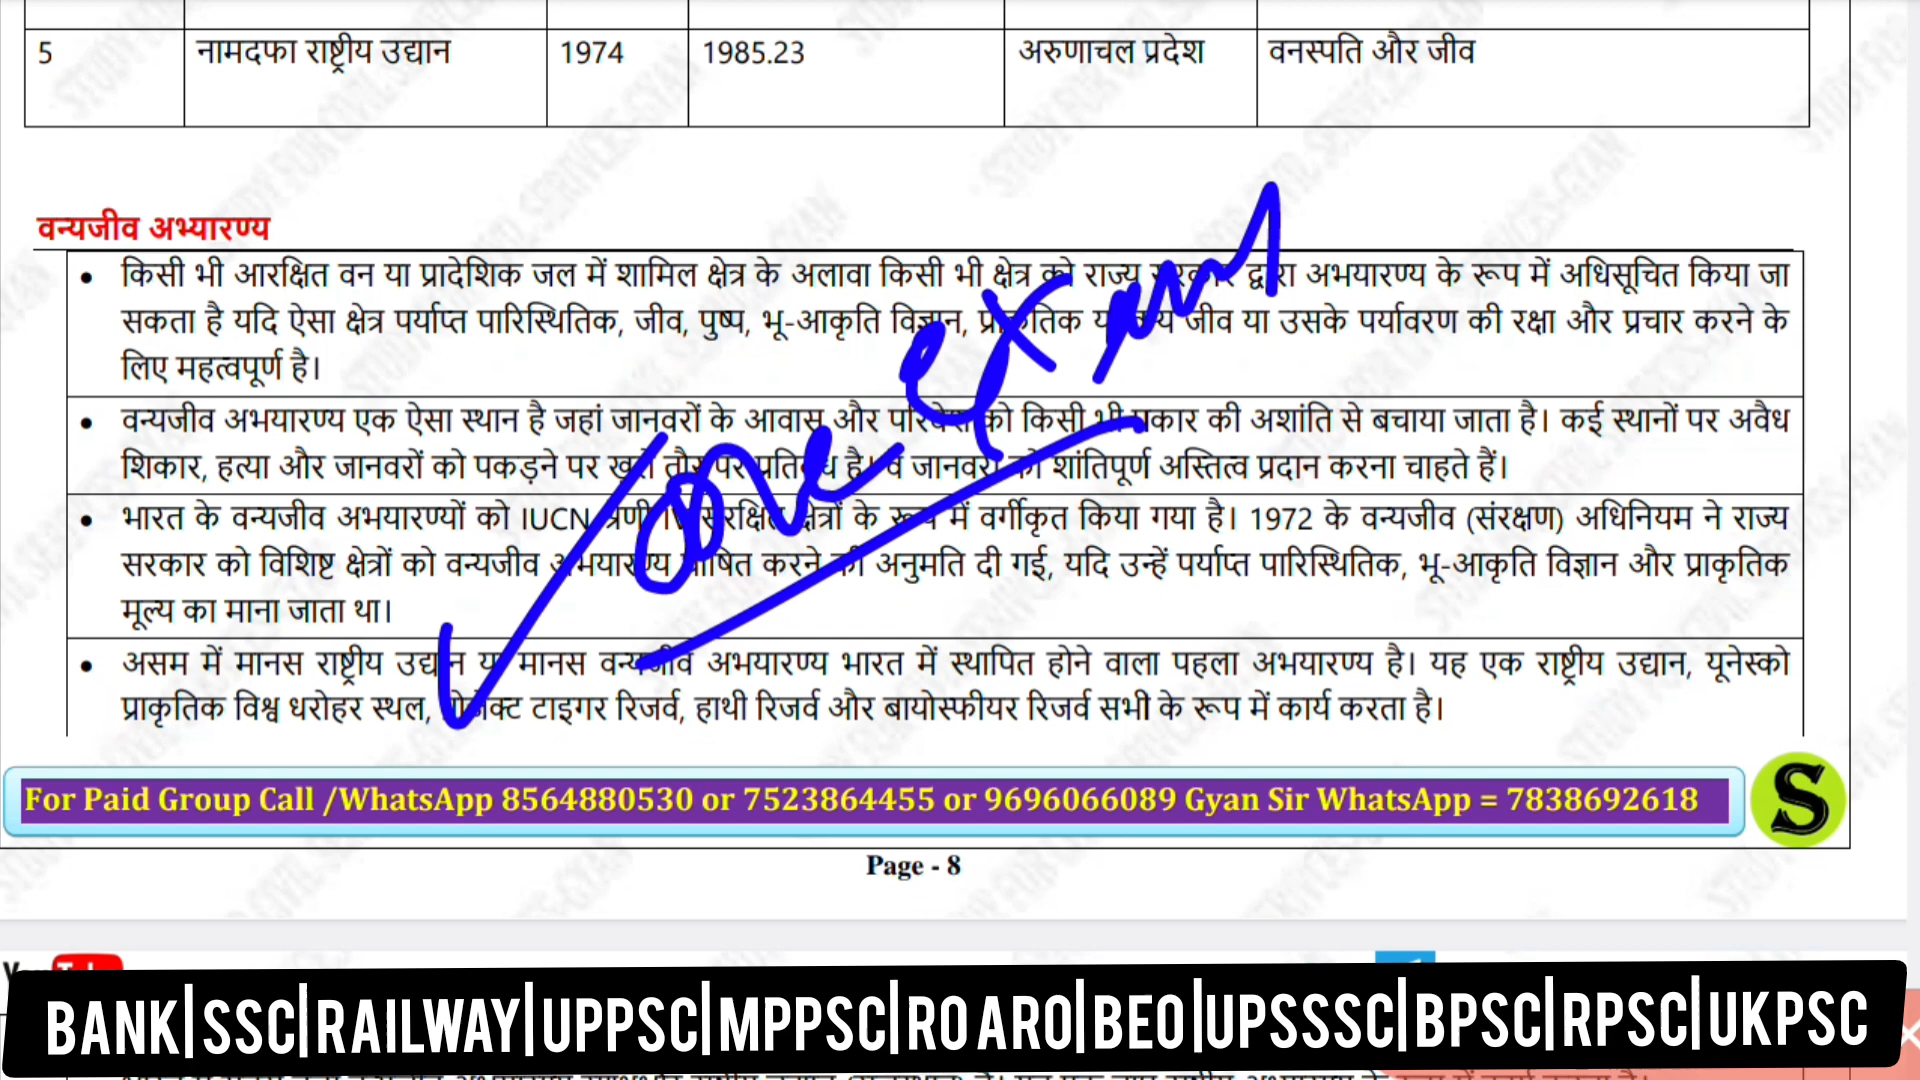 5 नामदफा राष्ट्रीय उद्यान 1974 1985.23 अरुणाचल प्रदेश वनस्पति और जीव
वन्यजीव अभ्यारण्य
• किसी भी आरक्षित वन या प्रादेशिक जल में शामिल क्षेत्र के अलावा किसी भी क्षेत्र को राज्य सरकार द्वारा अभयारण्य के रूप में अधिसूचित किया जा
सकता है यदि ऐसा क्षेत्र पर्याप्त पारिस्थितिक, जीव, पुष्प, भू-आकृति विज्ञान, प्राकृतिक या वन्य जीव या उसके पर्यावरण की रक्षा और प्रचार करने के
लिए महत्वपूर्ण है।
• वन्यजीव अभयारण्य एक ऐसा स्थान है जहां जानवरों के आवास और परिवेश को किसी भी प्रकार की अशांति से बचाया जाता है। कई स्थानों पर अवैध
शिकार, हत्या और जानवरों को पकड़ने पर खुले तौर पर प्रतिबंध है। वे जानवरों को शांतिपूर्ण अस्तित्व प्रदान करना चाहते हैं।
• भारत के वन्यजीव अभयारण्यों को IUCN श्रेणी IV संरक्षित क्षेत्रों के रूप में वर्गीकृत किया गया है। 1972 के वन्यजीव (संरक्षण) अधिनियम ने राज्य
सरकार को विशिष्ट क्षेत्रों को वन्यजीव अभयारण्य घोषित करने की अनुमति दी गई, यदि उन्हें पर्याप्त पारिस्थितिक, भू-आकृति विज्ञान और प्राकृतिक
मूल्य का माना जाता था।
• असम में मानस राष्ट्रीय उद्यान या मानस वन्यजीव अभयारण्य भारत में स्थापित होने वाला पहला अभयारण्य है। यह एक राष्ट्रीय उद्यान, यूनेस्को
प्राकृतिक विश्व धरोहर स्थल, प्रोजेक्ट टाइगर रिजर्व, हाथी रिजर्व और बायोस्फीयर रिजर्व सभी के रूप में कार्य करता है।
one exam
For Paid Group Call /WhatsApp 8564880530 or 7523864455 or 9696066089 Gyan Sir WhatsApp = 7838692618
S
Page - 8
BANK|SSC|RAILWAY|UPPSC|MPPSC|RO ARO|BEO|UPSSSC|BPSC|RPSC|UKPSC